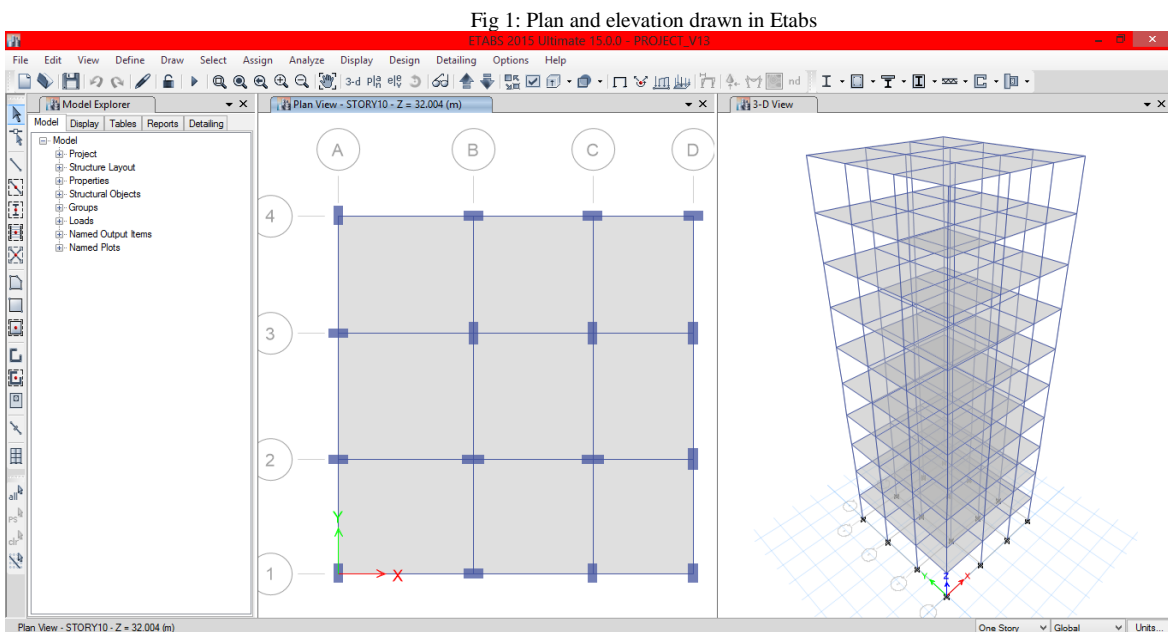 Fig 1: Plan and elevation drawn in Etabs
ETABS 2015 Ultimate 15.0.0 - PROJECT_V13
File Edit View Define Draw Select Assign Analyze Display Design Detailing Options Help
3-d nd
Model Explorer
Plan View - STORY10 - Z = 32.004 (m)
3-D View
Model Display Tables Reports Detailing
Model
Project
Structure Layout
Properties
Structural Objects
Groups
Loads
Named Output Items
Named Plots
all
clr
A B C D
4
3
2
1
Y
X
Y Z X
Plan View - STORY10 - Z = 32.004 (m)
One Story Global Units...